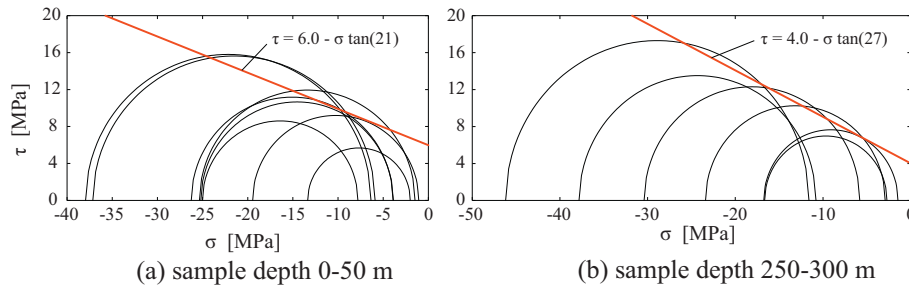 20
16
12
8
4
0
τ [MPa]
τ = 6.0 - σ tan(21)
-40 -35 -30 -25 -20 -15 -10 -5 0
σ [MPa]
(a) sample depth 0-50 m
20
16
12
8
4
0
τ = 4.0 - σ tan(27)
-50 -40 -30 -20 -10 0
σ [MPa]
(b) sample depth 250-300 m